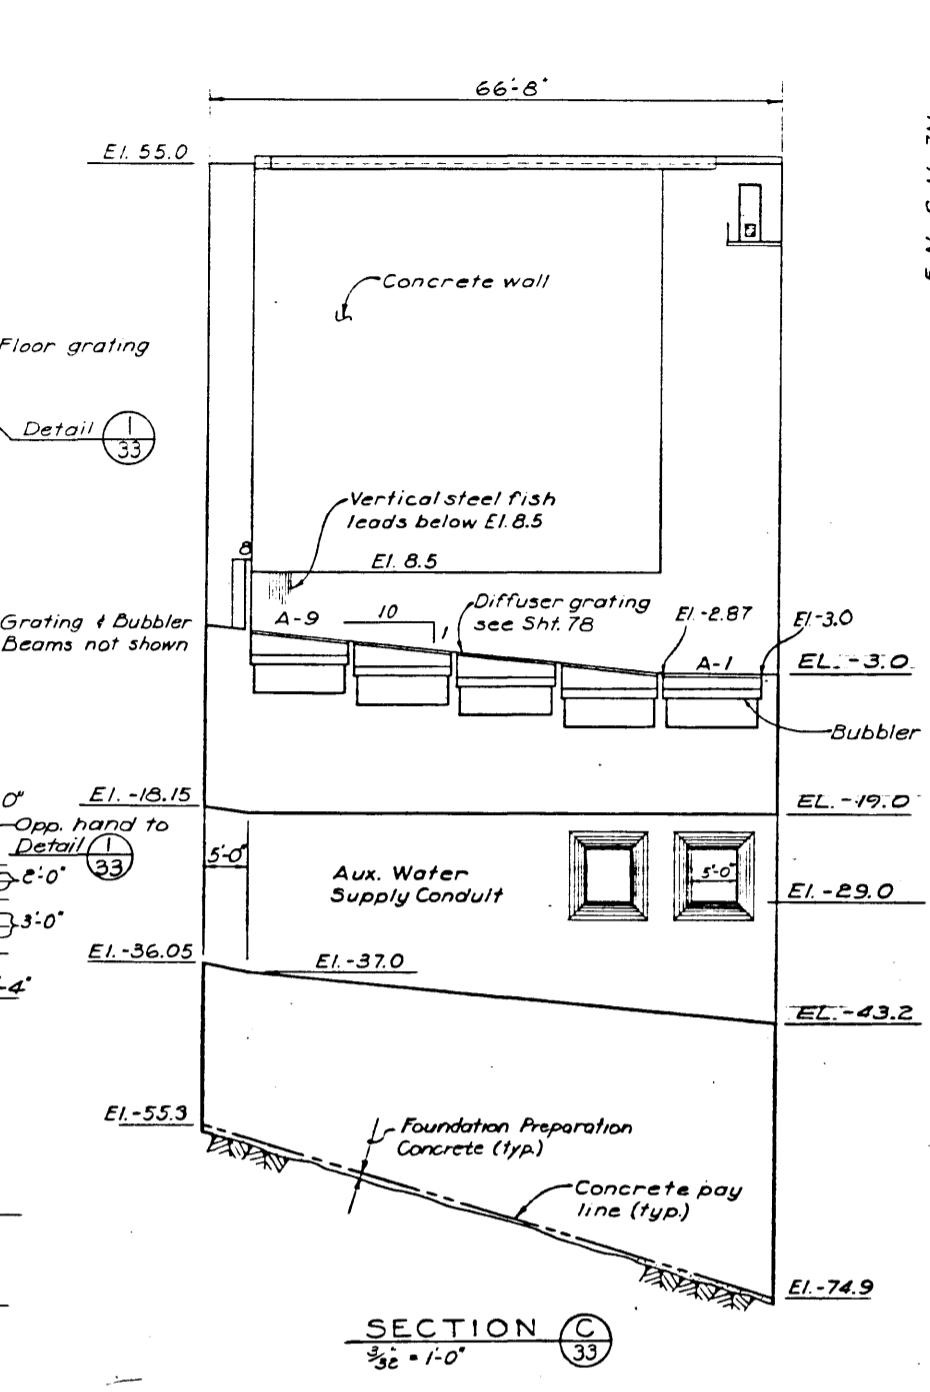 66'-8"
El. 55.0
Concrete wall
Floor grating
Detail 1
33
Vertical steel fish
leads below El. 8.5
8
El. 8.5
Grating & Bubbler
Beams not shown
A-9
10
1
Diffuser grating
see Sht. 78
El.-2.87
El.-3.0
A-1
EL. -3.0
Bubbler
0"
El. -18.15
EL. -19.0
Opp. hand to
Detail 1
33
5'-0"
2'-0"
3'-0"
-4"
Aux. Water
Supply Conduit
5'-0"
El.-29.0
El.-36.05
El.-37.0
EL.-43.2
El.-55.3
Foundation Preparation
Concrete (typ.)
Concrete pay
line (typ.)
El.-74.9
SECTION C
33
3/32" = 1'-0"